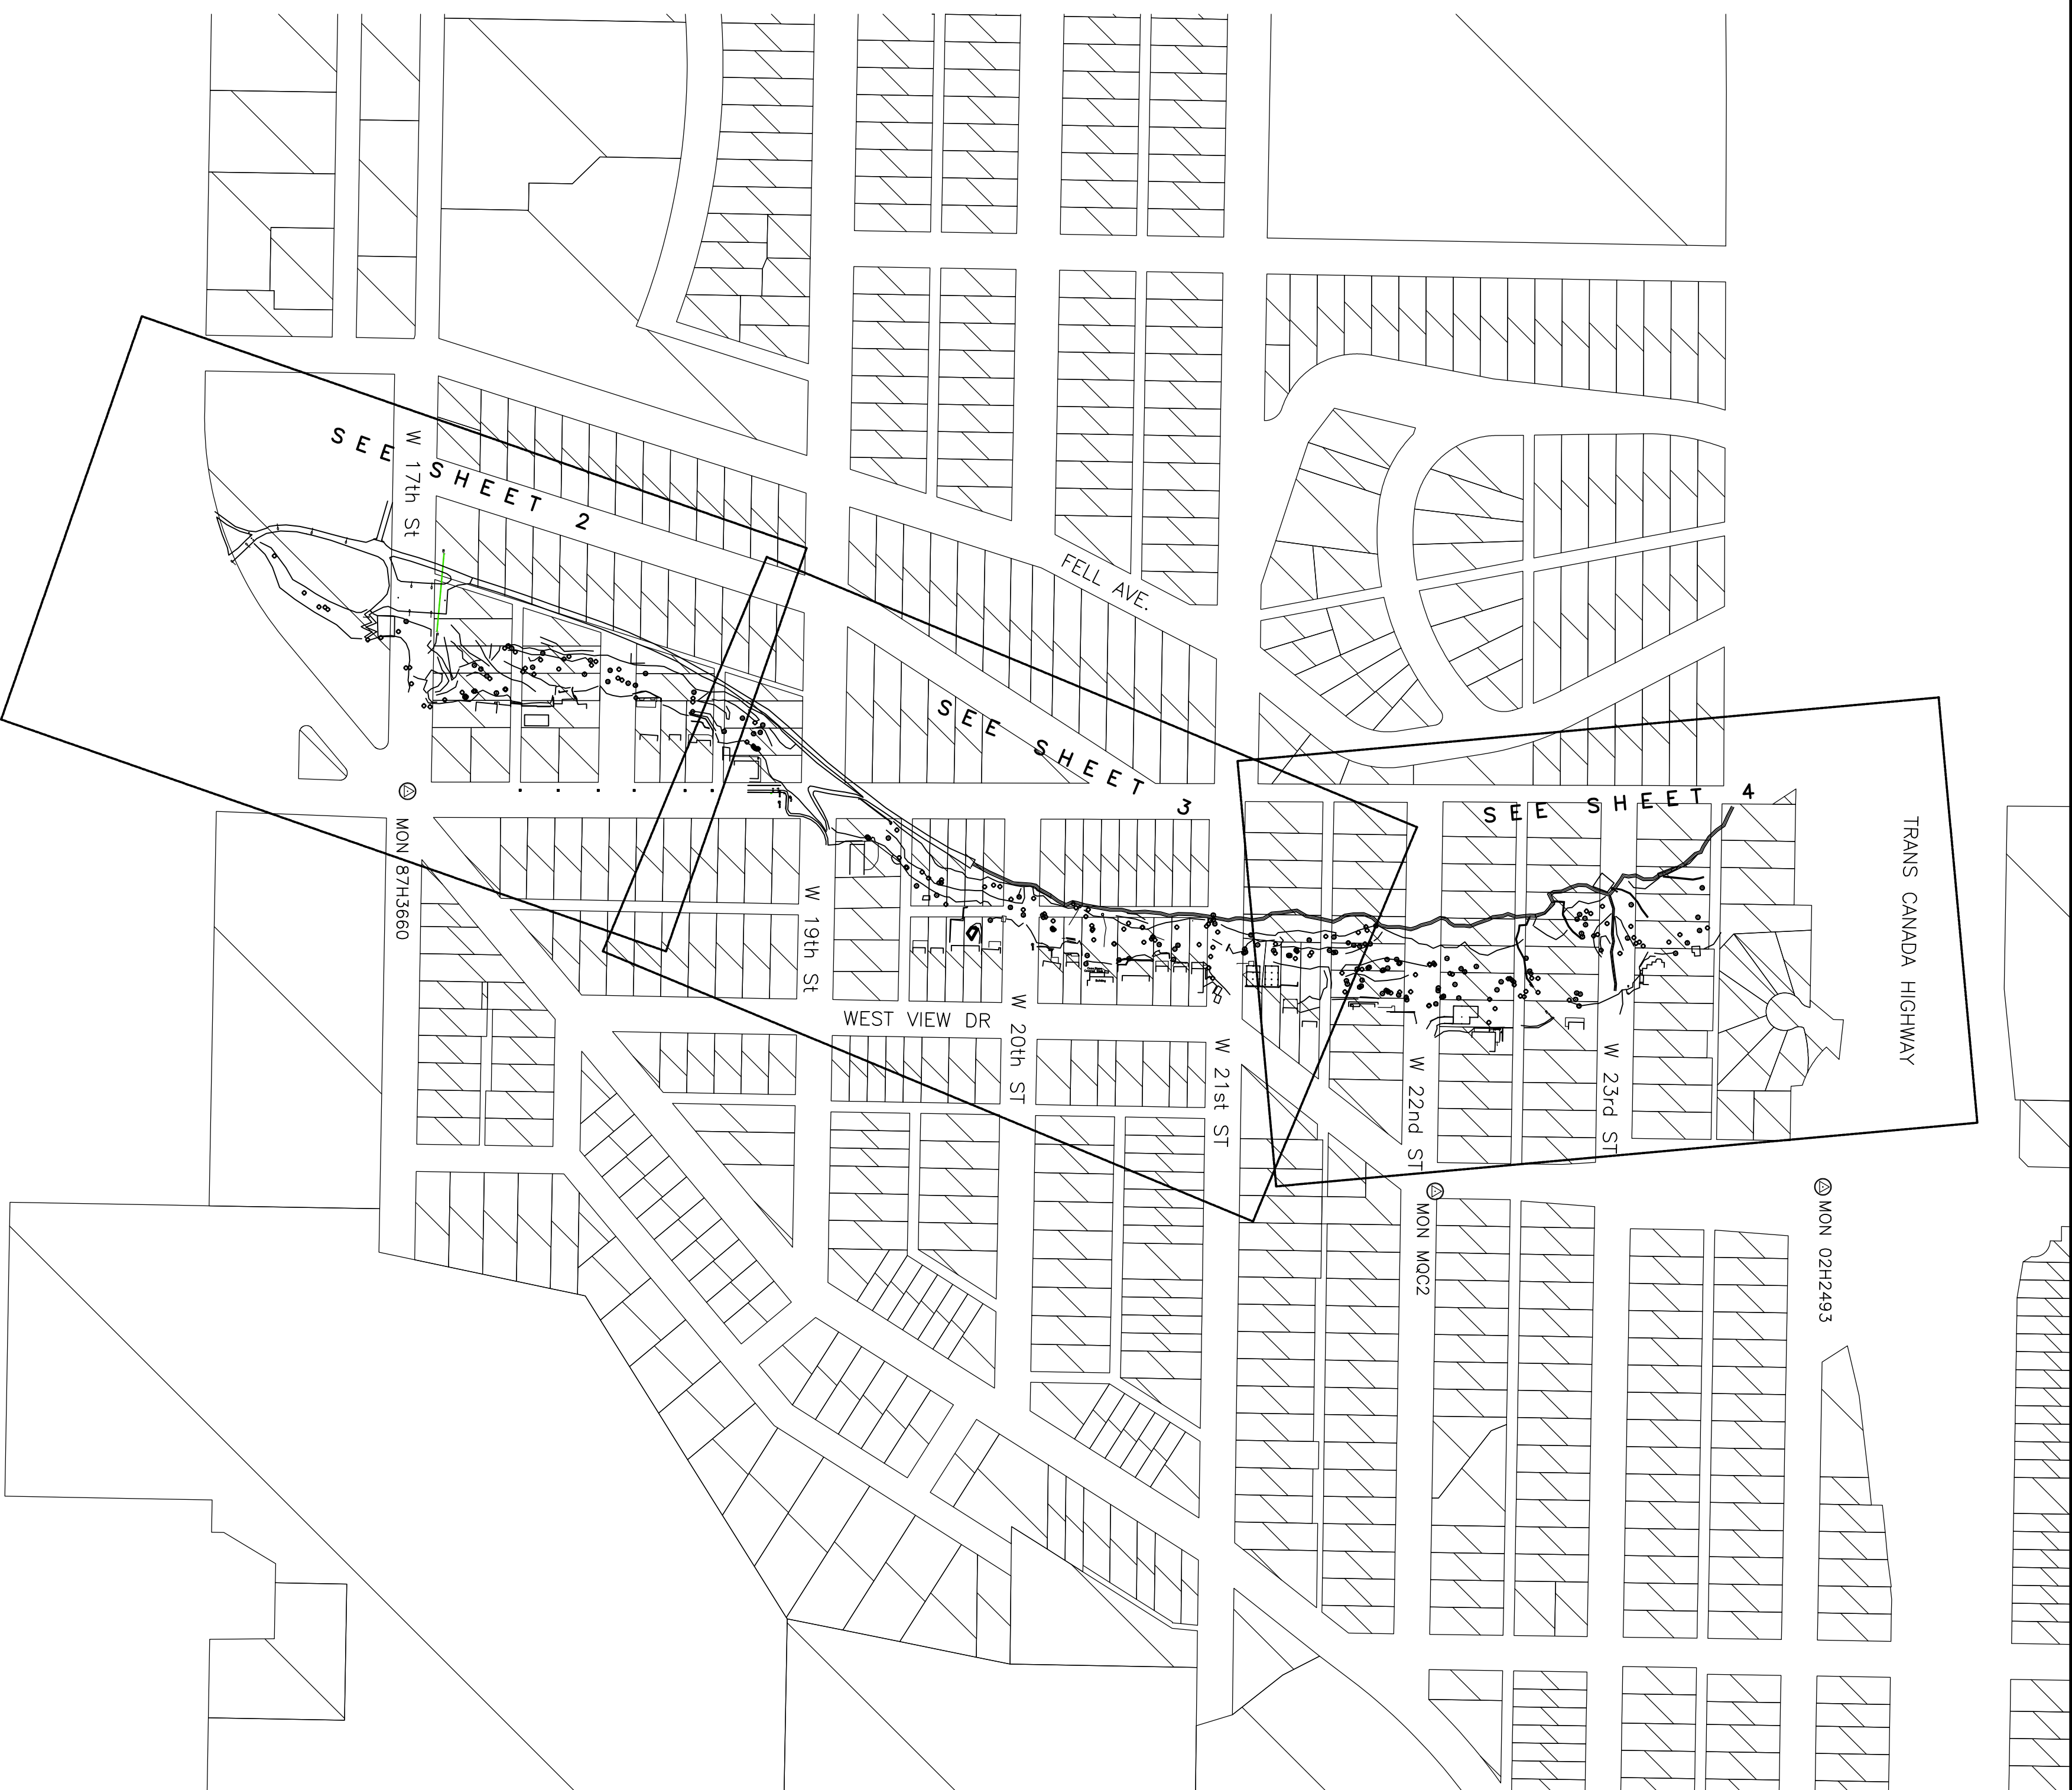 SEE SHEET 2
W 17th St
FELL AVE.
SEE SHEET 3
SEE SHEET 4
TRANS CANADA HIGHWAY
MON 87H3660
W 19th St
WEST VIEW DR
W 20th ST
W 21st ST
W 22nd ST
W 23rd ST
MON MQC2
MON 02H2493